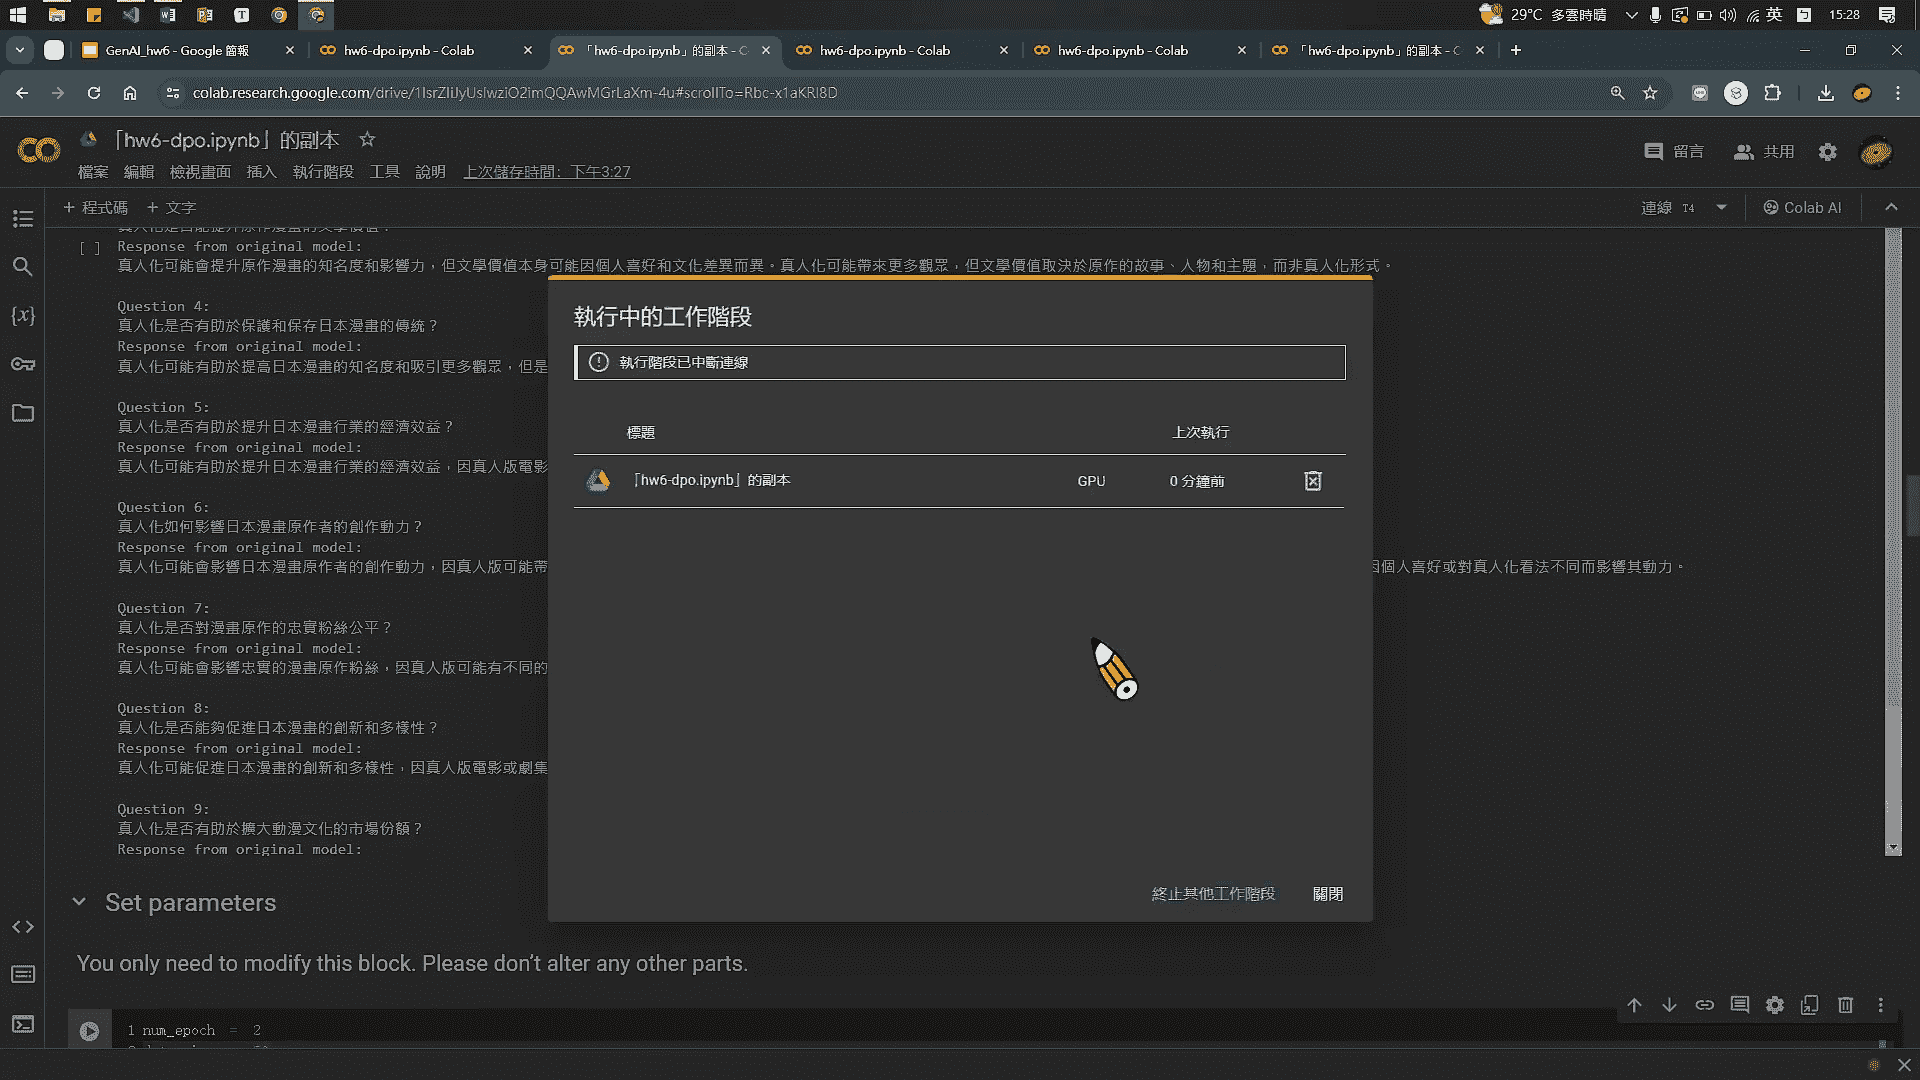 29°C 多雲時晴
英
15:28
GenAI_hw6 - Google 簡報
hw6-dpo.ipynb - Colab
「hw6-dpo.ipynb」的副本 - C
hw6-dpo.ipynb - Colab
hw6-dpo.ipynb - Colab
「hw6-dpo.ipynb」的副本 - C
「hw6-dpo.ipynb」的副本
留言
共用
檔案 編輯 檢視畫面 插入 執行階段 工具 說明 上次儲存時間：下午3:27
+ 程式碼 + 文字
連線 T4
Colab AI
真人化是否能提升原作漫畫的文學價值？
[ ] Response from original model:
真人化可能會提升原作漫畫的知名度和影響力，但文學價值本身可能因個人喜好和文化差異而異。真人化可能帶來更多觀眾，但文學價值取決於原作的故事、人物和主題，而非真人化形式。
Question 4:
真人化是否有助於保護和保存日本漫畫的傳統？
Response from original model:
真人化可能有助於提高日本漫畫的知名度和吸引更多觀眾，但是
Question 5:
真人化是否有助於提升日本漫畫行業的經濟效益？
Response from original model:
真人化可能有助於提升日本漫畫行業的經濟效益，因真人版電影
Question 6:
真人化如何影響日本漫畫原作者的創作動力？
Response from original model:
真人化可能會影響日本漫畫原作者的創作動力，因真人版可能帶
因個人喜好或對真人化看法不同而影響其動力。
Question 7:
真人化是否對漫畫原作的忠實粉絲公平？
Response from original model:
真人化可能會影響忠實的漫畫原作粉絲，因真人版可能有不同的
Question 8:
真人化是否能夠促進日本漫畫的創新和多樣性？
Response from original model:
真人化可能促進日本漫畫的創新和多樣性，因真人版電影或劇集
Question 9:
真人化是否有助於擴大動漫文化的市場份額？
Response from original model:
執行中的工作階段
執行階段已中斷連線
標題 上次執行
「hw6-dpo.ipynb」的副本 GPU 0 分鐘前
終止其他工作階段 關閉
Set parameters
You only need to modify this block. Please don't alter any other parts.
1 num_epoch = 2